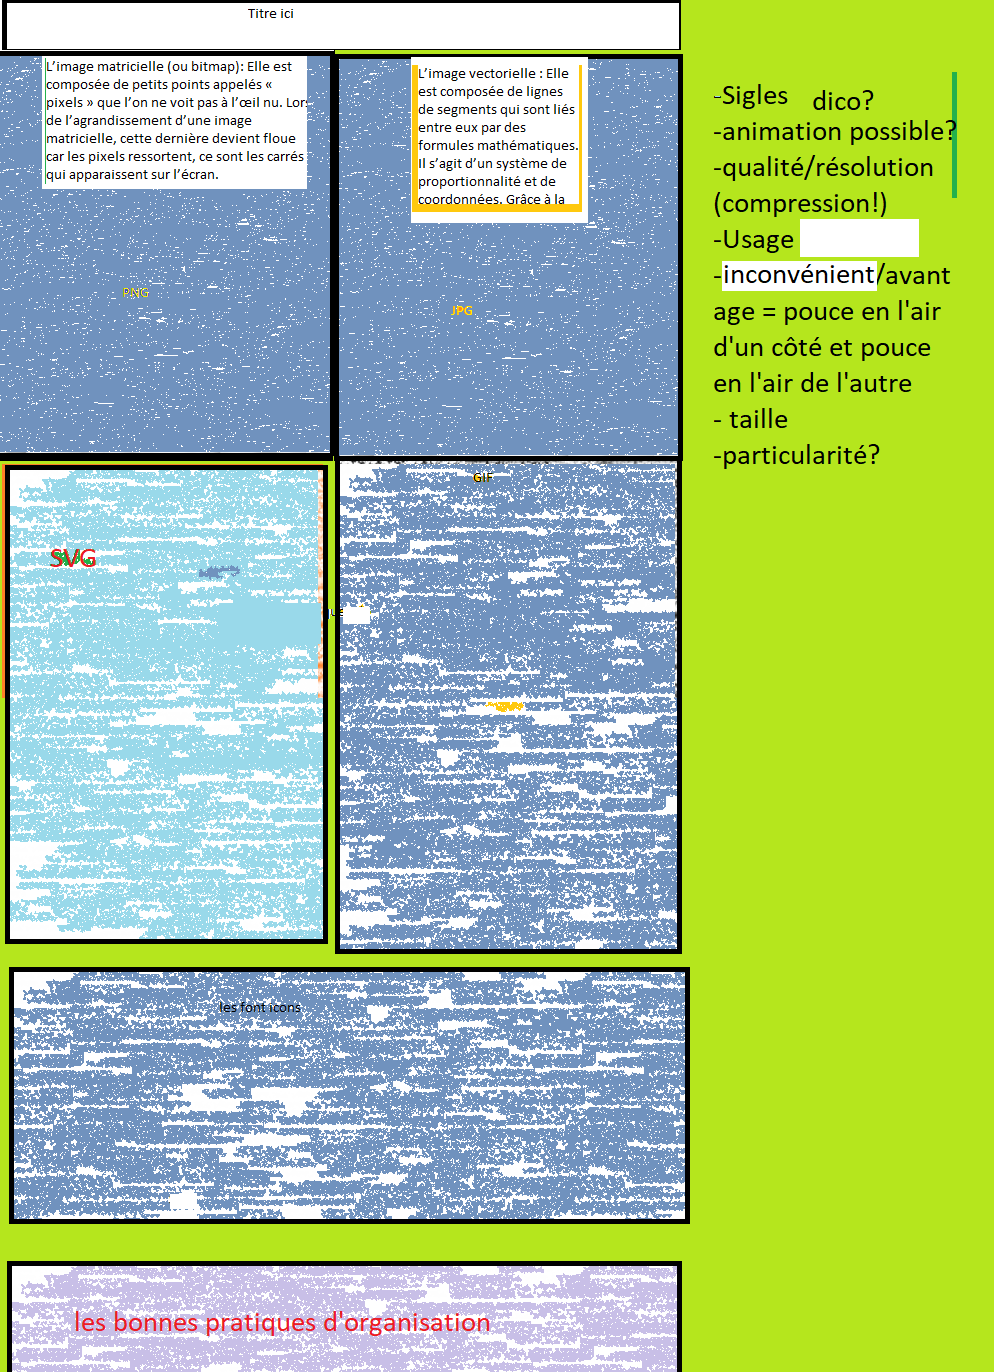 Titre ici
L'image matricielle (ou bitmap): Elle est
composée de petits points appelés «
pixels » que l'on ne voit pas à l'œil nu. Lors
de l'agrandissement d'une image
matricielle, cette dernière devient floue
car les pixels ressortent, ce sont les carrés
qui apparaissent sur l'écran.
PNG
L'image vectorielle : Elle
est composée de lignes
de segments qui sont liés
entre eux par des
formules mathématiques.
Il s'agit d'un système de
proportionnalité et de
coordonnées. Grâce à la
JPG
SVG
GIF
les font icons
les bonnes pratiques d'organisation
-Sigles dico?
-animation possible?
-qualité/résolution
(compression!)
-Usage
-inconvénient/avant
age = pouce en l'air
d'un côté et pouce
en l'air de l'autre
- taille
-particularité?